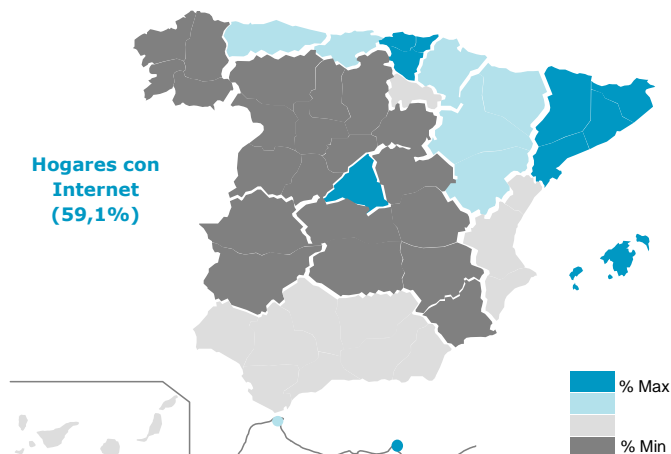 Hogares con
Internet
(59,1%)
% Max
% Min